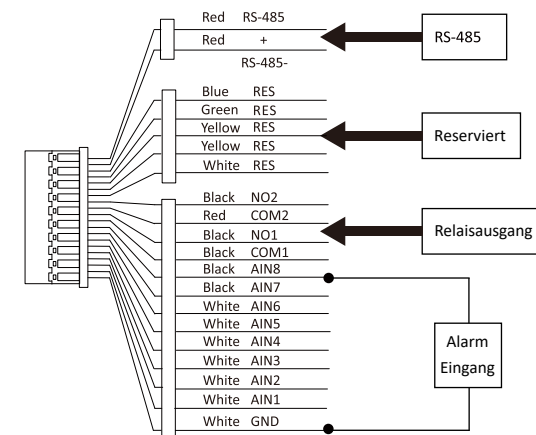 Red RS-485
Red +
RS-485-
RS-485
Blue RES
Green RES
Yellow RES
Yellow RES
White RES
Reserviert
Black NO2
Red COM2
Black NO1
Black COM1
Black AIN8
Black AIN7
White AIN6
White AIN5
White AIN4
White AIN3
White AIN2
White AIN1
White GND
Relaisausgang
Alarm
Eingang